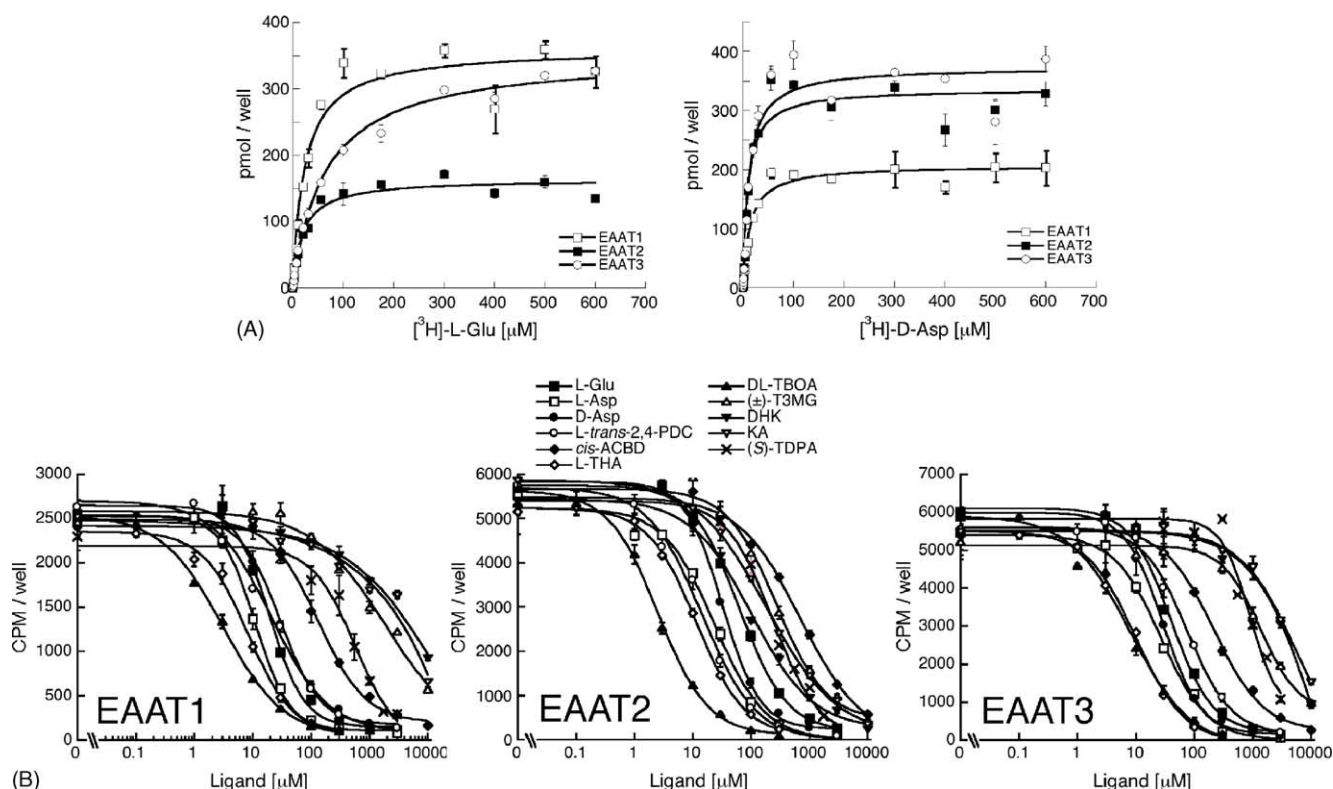 400
300
200
100
0
pmol / well
EAAT1
EAAT2
EAAT3
0 100 200 300 400 500 600 700
[³H]-L-Glu [µM]
(A)
400
300
200
100
0
pmol / well
EAAT1
EAAT2
EAAT3
0 100 200 300 400 500 600 700
[³H]-D-Asp [µM]
L-Glu
L-Asp
D-Asp
L-trans-2,4-PDC
cis-ACBD
L-THA
DL-TBOA
(±)-T3MG
DHK
KA
(S)-TDPA
3000
2500
2000
1500
1000
500
0
CPM / well
EAAT1
0 0.1 1 10 100 1000 10000
Ligand [µM]
(B)
6000
5000
4000
3000
2000
1000
0
CPM / well
EAAT2
0 0.1 1 10 100 1000 10000
Ligand [µM]
7000
6000
5000
4000
3000
2000
1000
0
CPM / well
EAAT3
0 0.1 1 10 100 1000 10000
Ligand [µM]